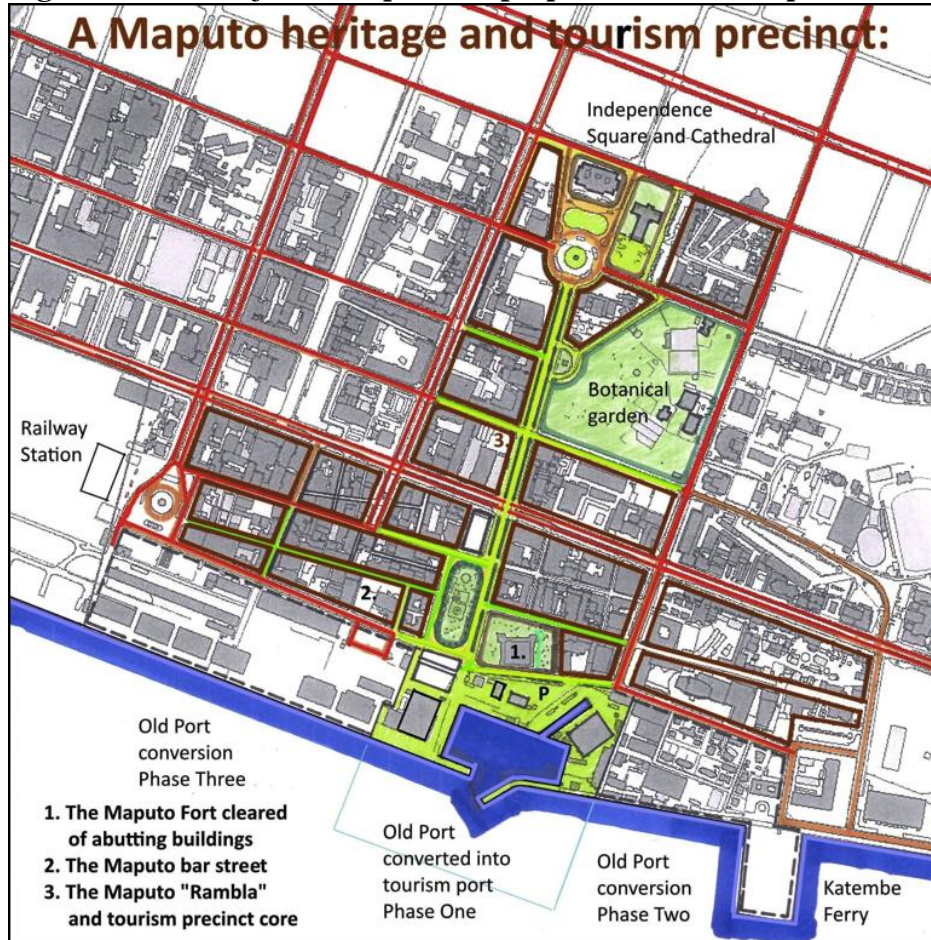 A Maputo heritage and tourism precinct:
Independence
Square and Cathedral
Botanical
garden
Railway
Station
3.
2.
1.
P
Old Port
conversion
Phase Three
1. The Maputo Fort cleared
of abutting buildings
2. The Maputo bar street
3. The Maputo "Rambla"
and tourism precinct core
Old Port
converted into
tourism port
Phase One
Old Port
conversion
Phase Two
Katembe
Ferry